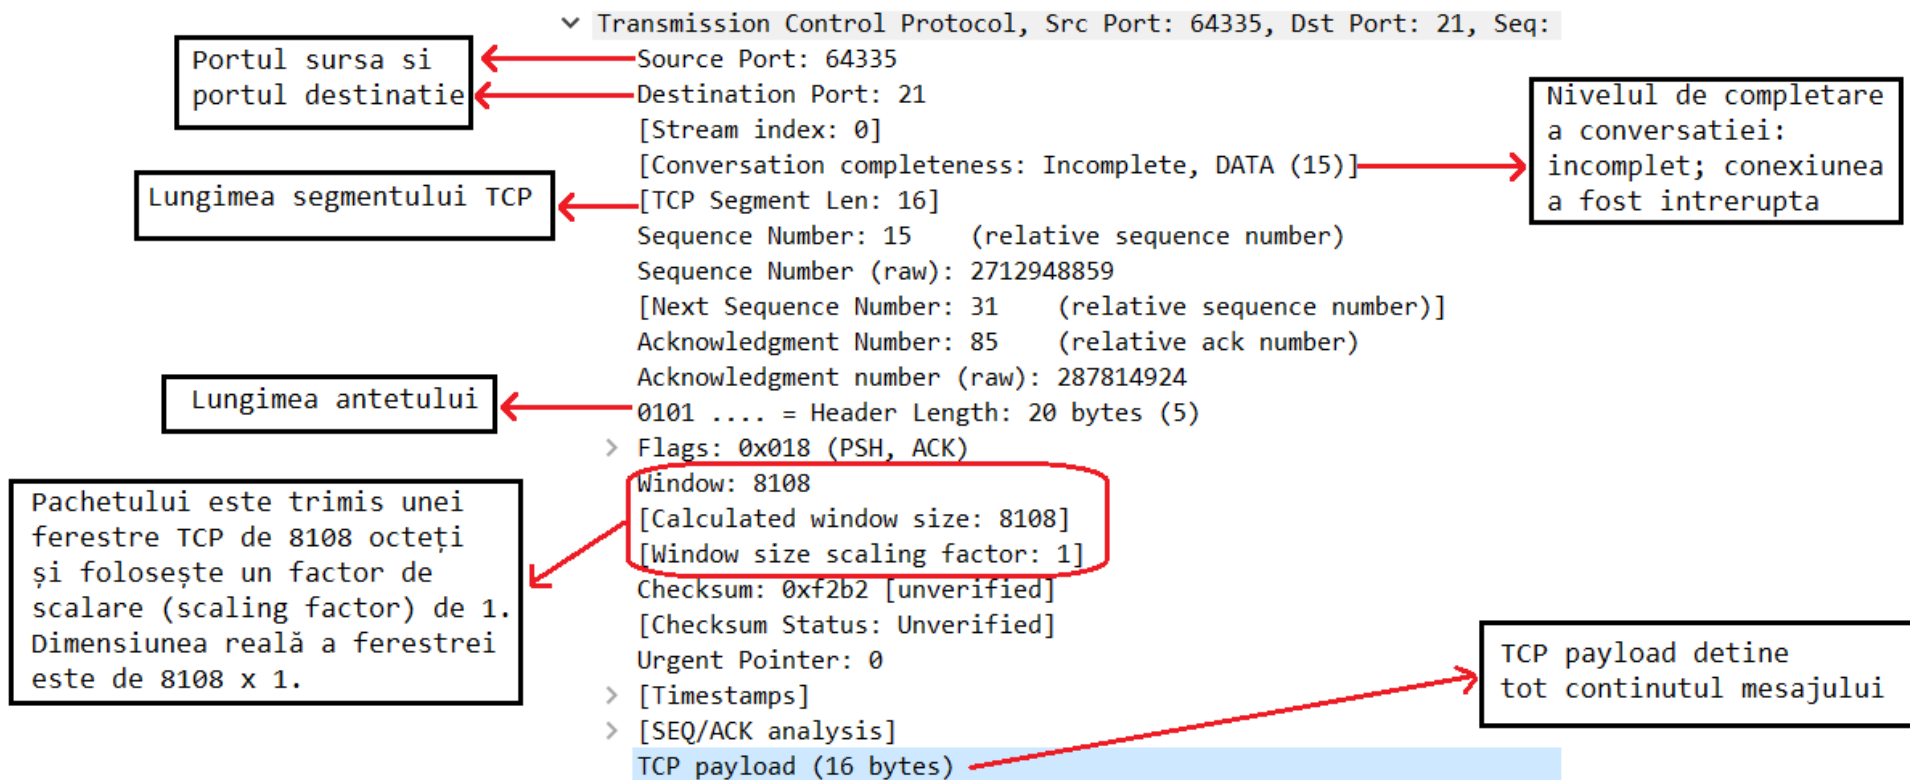 Transmission Control Protocol, Src Port: 64335, Dst Port: 21, Seq:
Portul sursa si
portul destinatie
Source Port: 64335
Destination Port: 21
[Stream index: 0]
[Conversation completeness: Incomplete, DATA (15)]
Nivelul de completare
a conversatiei:
incomplet; conexiunea
a fost intrerupta
Lungimea segmentului TCP
[TCP Segment Len: 16]
Sequence Number: 15    (relative sequence number)
Sequence Number (raw): 2712948859
[Next Sequence Number: 31    (relative sequence number)]
Acknowledgment Number: 85    (relative ack number)
Acknowledgment number (raw): 287814924
Lungimea antetului
0101 .... = Header Length: 20 bytes (5)
Flags: 0x018 (PSH, ACK)
Window: 8108
[Calculated window size: 8108]
[Window size scaling factor: 1]
Pachetului este trimis unei
ferestre TCP de 8108 octeți
și folosește un factor de
scalare (scaling factor) de 1.
Dimensiunea reală a ferestrei
este de 8108 x 1.
Checksum: 0xf2b2 [unverified]
[Checksum Status: Unverified]
Urgent Pointer: 0
[Timestamps]
[SEQ/ACK analysis]
TCP payload (16 bytes)
TCP payload detine
tot continutul mesajului